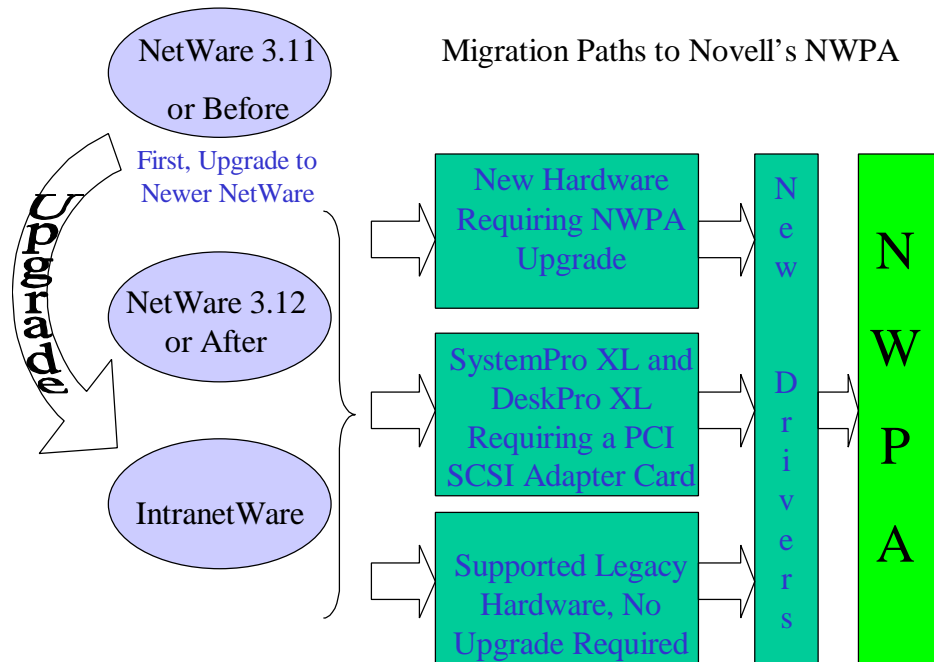 NetWare 3.11
or Before
Migration Paths to Novell's NWPA
First, Upgrade to
Newer NetWare
Upgrade
NetWare 3.12
or After
IntranetWare
New Hardware
Requiring NWPA
Upgrade
SystemPro XL and
DeskPro XL
Requiring a PCI
SCSI Adapter Card
Supported Legacy
Hardware, No
Upgrade Required
New Drivers
NWPA